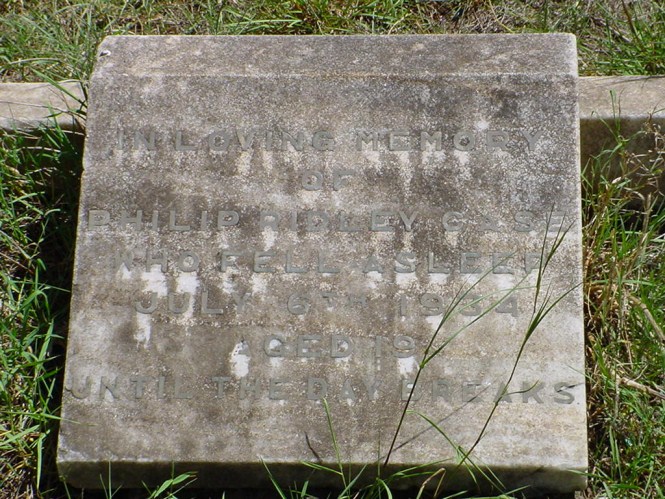 IN LOVING MEMORY
OF
PHILIP RIDLEY CASE
WHO FELL ASLEEP
JULY 6TH 1934
AGED 19
UNTIL THE DAY BREAKS